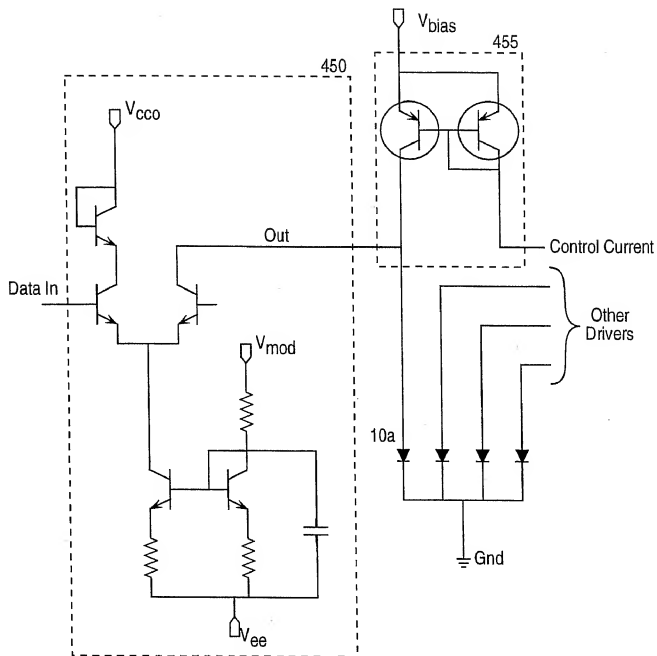 Vbias
455
450
Vcco
Out
Control Current
Data In
Other
Drivers
Vmod
10a
Gnd
Vee